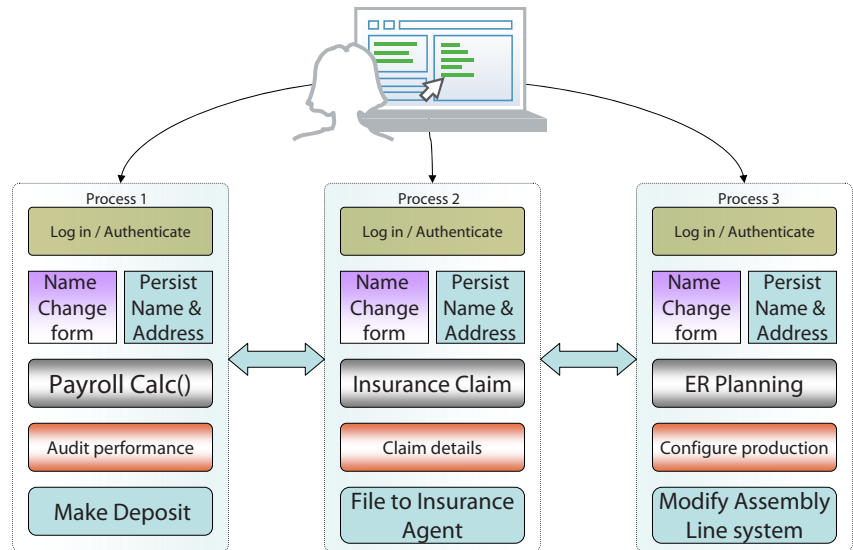 Process 1
Log in / Authenticate
Name
Change
form
Persist
Name &
Address
Payroll Calc()
Audit performance
Make Deposit
Process 2
Log in / Authenticate
Name
Change
form
Persist
Name &
Address
Insurance Claim
Claim details
File to Insurance
Agent
Process 3
Log in / Authenticate
Name
Change
form
Persist
Name &
Address
ER Planning
Configure production
Modify Assembly
Line system